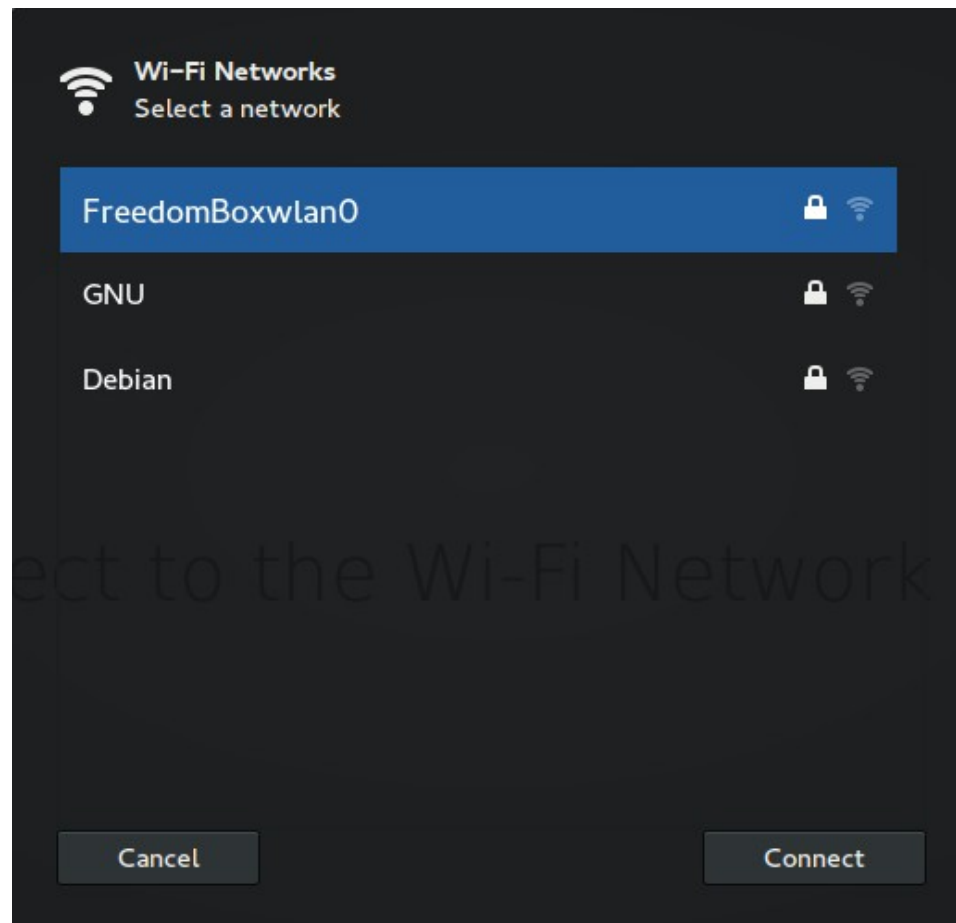 Wi-Fi Networks
Select a network
FreedomBoxwlan0
GNU
Debian
ect to the Wi-Fi Network
Cancel
Connect